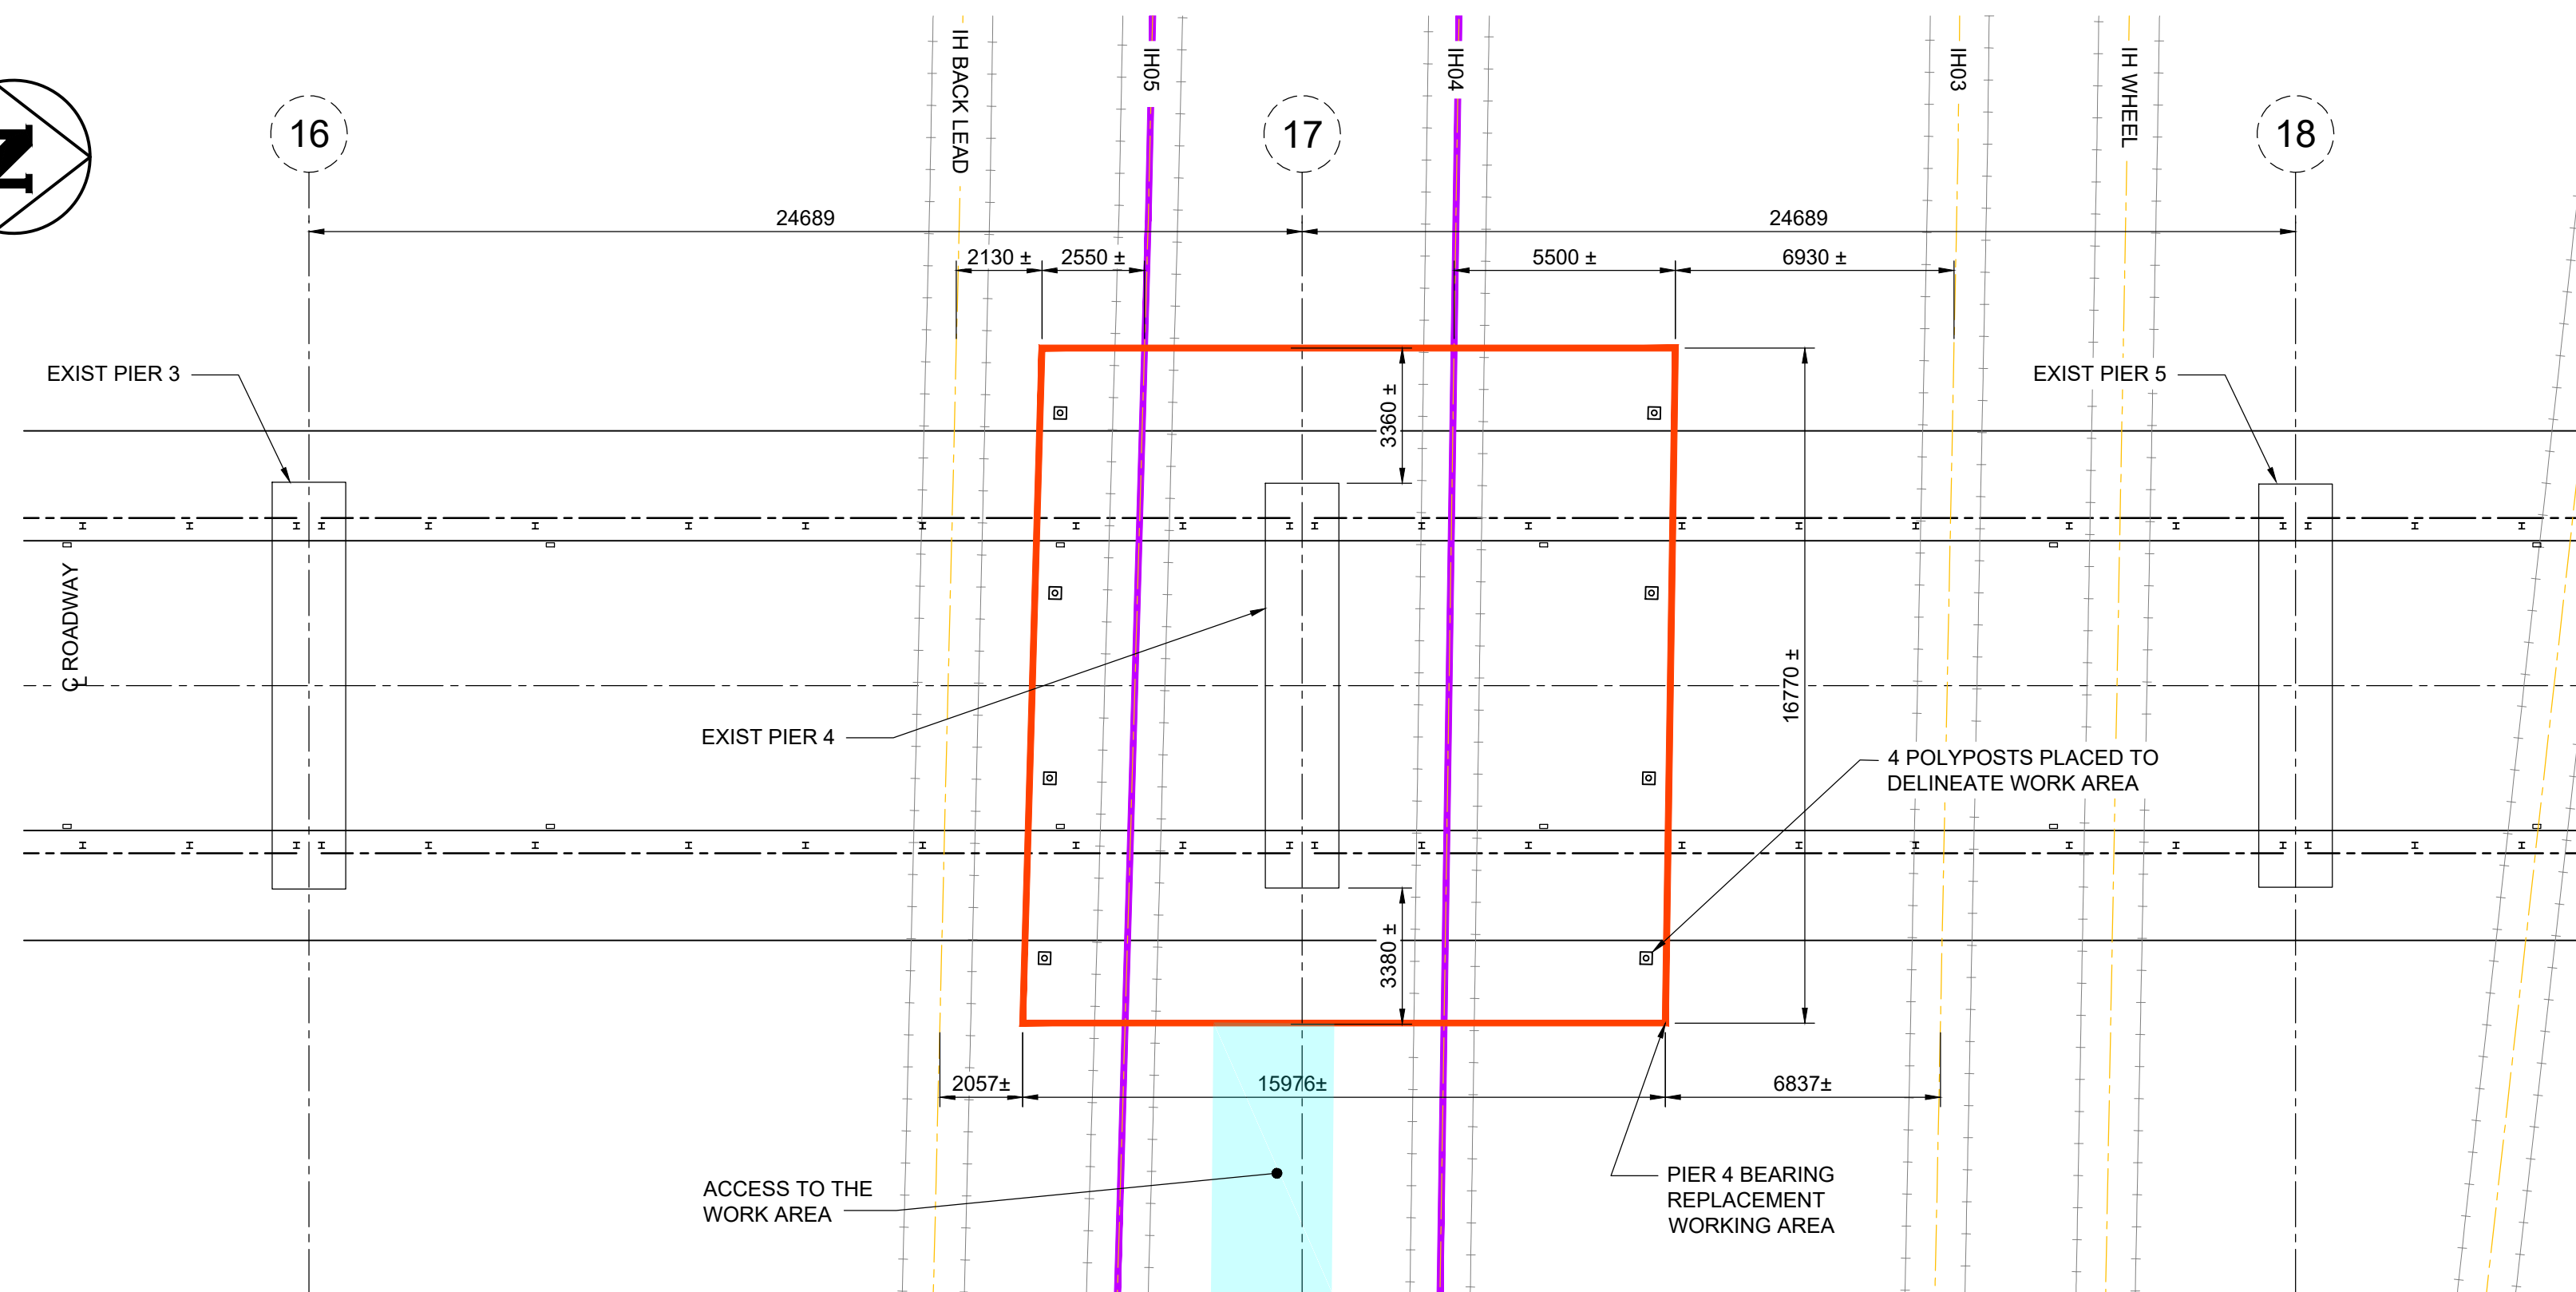 IH BACK LEAD
IH05
IH04
IH03
IH WHEEL
N
16
17
18
24689
24689
2130 ±
2550 ±
5500 ±
6930 ±
EXIST PIER 3
EXIST PIER 5
3360 ±
CL ROADWAY
16770 ±
EXIST PIER 4
4 POLYPOSTS PLACED TO
DELINEATE WORK AREA
3380 ±
2057±
15976±
6837±
ACCESS TO THE
WORK AREA
PIER 4 BEARING
REPLACEMENT
WORKING AREA